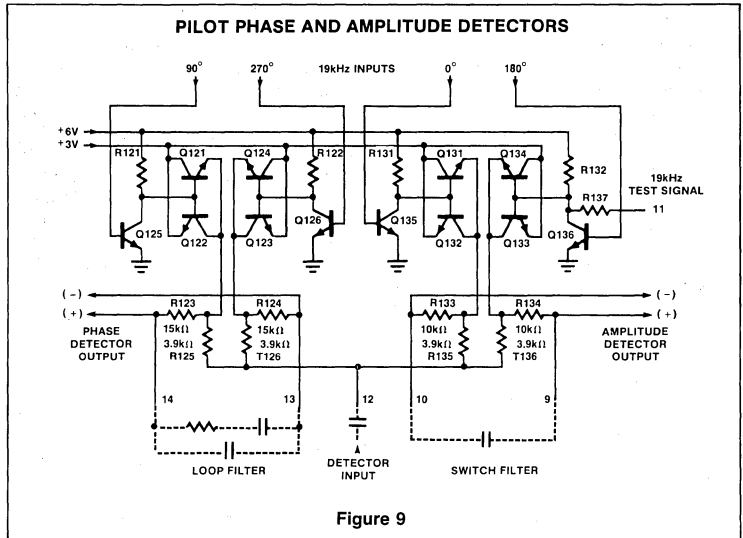 PILOT PHASE AND AMPLITUDE DETECTORS
90° 270° 19kHz INPUTS 0° 180°
+6V
+3V
R121 Q121 Q124 R122 R131 Q131 Q134 R132
19kHz
TEST SIGNAL
R137
11
Q125 Q122 Q123 Q126 Q135 Q132 Q133 Q136
(-) (-)
R123 R124 R133 R134
(+) (+)
15kΩ 15kΩ 10kΩ 10kΩ
PHASE
DETECTOR
OUTPUT
3.9kΩ 3.9kΩ 3.9kΩ 3.9kΩ
R125 T126 R135 T136
AMPLITUDE
DETECTOR
OUTPUT
14 13 12 10 9
LOOP FILTER
DETECTOR
INPUT
SWITCH FILTER
Figure 9